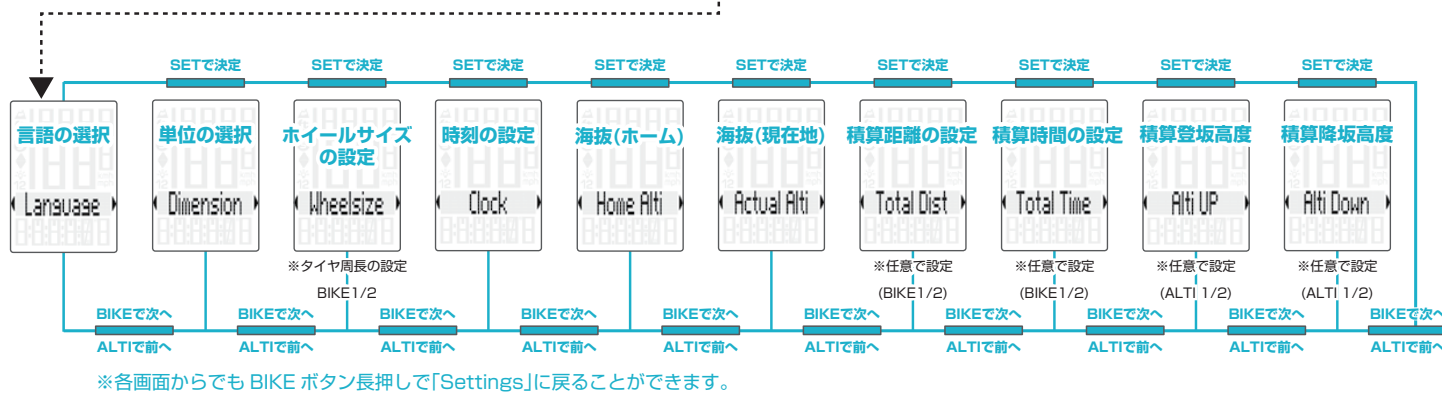 SETで決定 SETで決定 SETで決定 SETで決定 SETで決定 SETで決定 SETで決定 SETで決定 SETで決定
言語の選択 単位の選択 ホイールサイズの設定 時刻の設定 海抜(ホーム) 海抜(現在地) 積算距離の設定 積算時間の設定 積算登坂高度 積算降坂高度
Language Dimension Wheelsize Clock Home Alti Actual Alti Total Dist Total Time Alti UP Alti Down
※タイヤ周長の設定 ※任意で設定 ※任意で設定 ※任意で設定 ※任意で設定
BIKE1/2 (BIKE1/2) (BIKE1/2) (ALTI 1/2) (ALTI 1/2)
BIKEで次へ BIKEで次へ BIKEで次へ BIKEで次へ BIKEで次へ BIKEで次へ BIKEで次へ BIKEで次へ BIKEで次へ BIKEで次へ
ALTIで前へ ALTIで前へ ALTIで前へ ALTIで前へ ALTIで前へ ALTIで前へ ALTIで前へ ALTIで前へ ALTIで前へ ALTIで前へ
※各画面からでも BIKE ボタン長押しで「Settings」に戻ることができます。